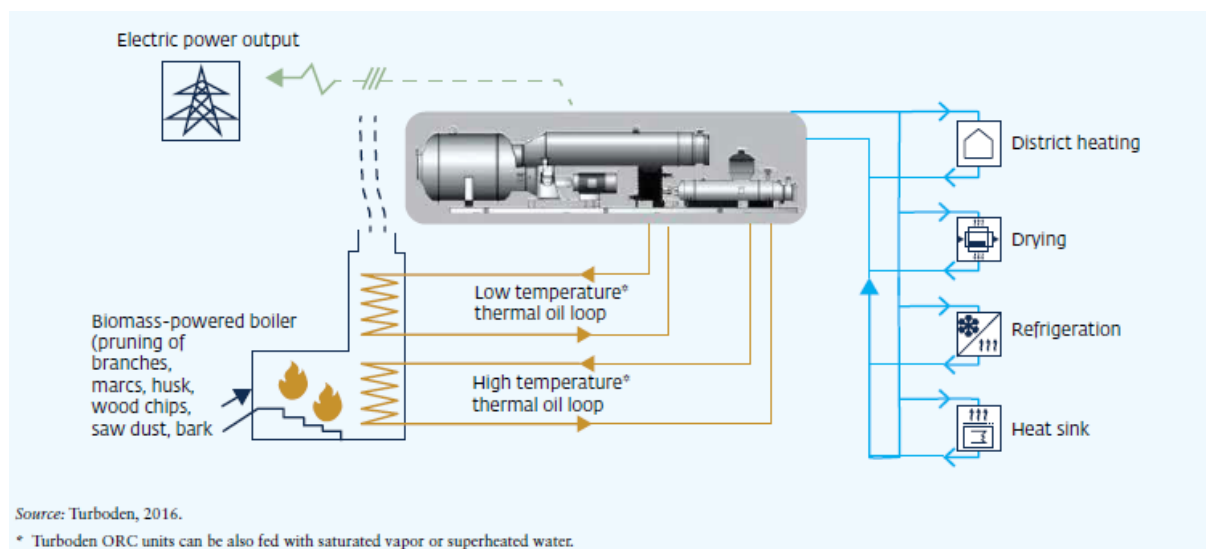 Electric power output
District heating
Drying
Low temperature*
thermal oil loop
Biomass-powered boiler
(pruning of
branches,
marcs, husk,
wood chips,
saw dust, bark
High temperature*
thermal oil loop
Refrigeration
Heat sink
Source: Turboden, 2016.
* Turboden ORC units can be also fed with saturated vapor or superheated water.